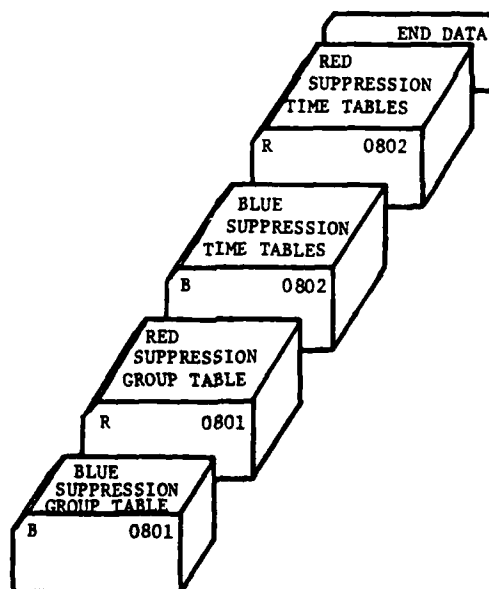 END DATA
RED
SUPPRESSION
TIME TABLES
R 0802
BLUE
SUPPRESSION
TIME TABLES
B 0802
RED
SUPPRESSION
GROUP TABLE
R 0801
BLUE
SUPPRESSION
GROUP TABLE
B 0801